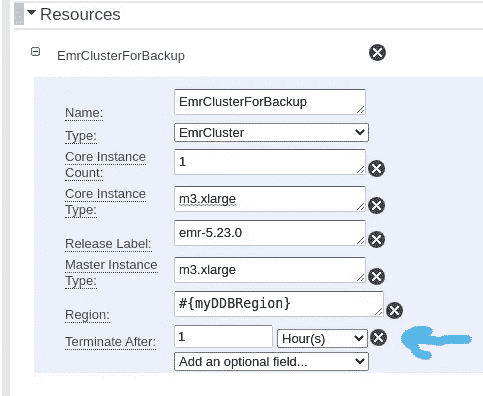 Resources
EmrClusterForBackup
Name: EmrClusterForBackup
Type: EmrCluster
Core Instance
Count: 1
Core Instance
Type: m3.xlarge
Release Label: emr-5.23.0
Master Instance
Type: m3.xlarge
Region: #{myDDBRegion}
Terminate After: 1 Hour(s)
Add an optional field...